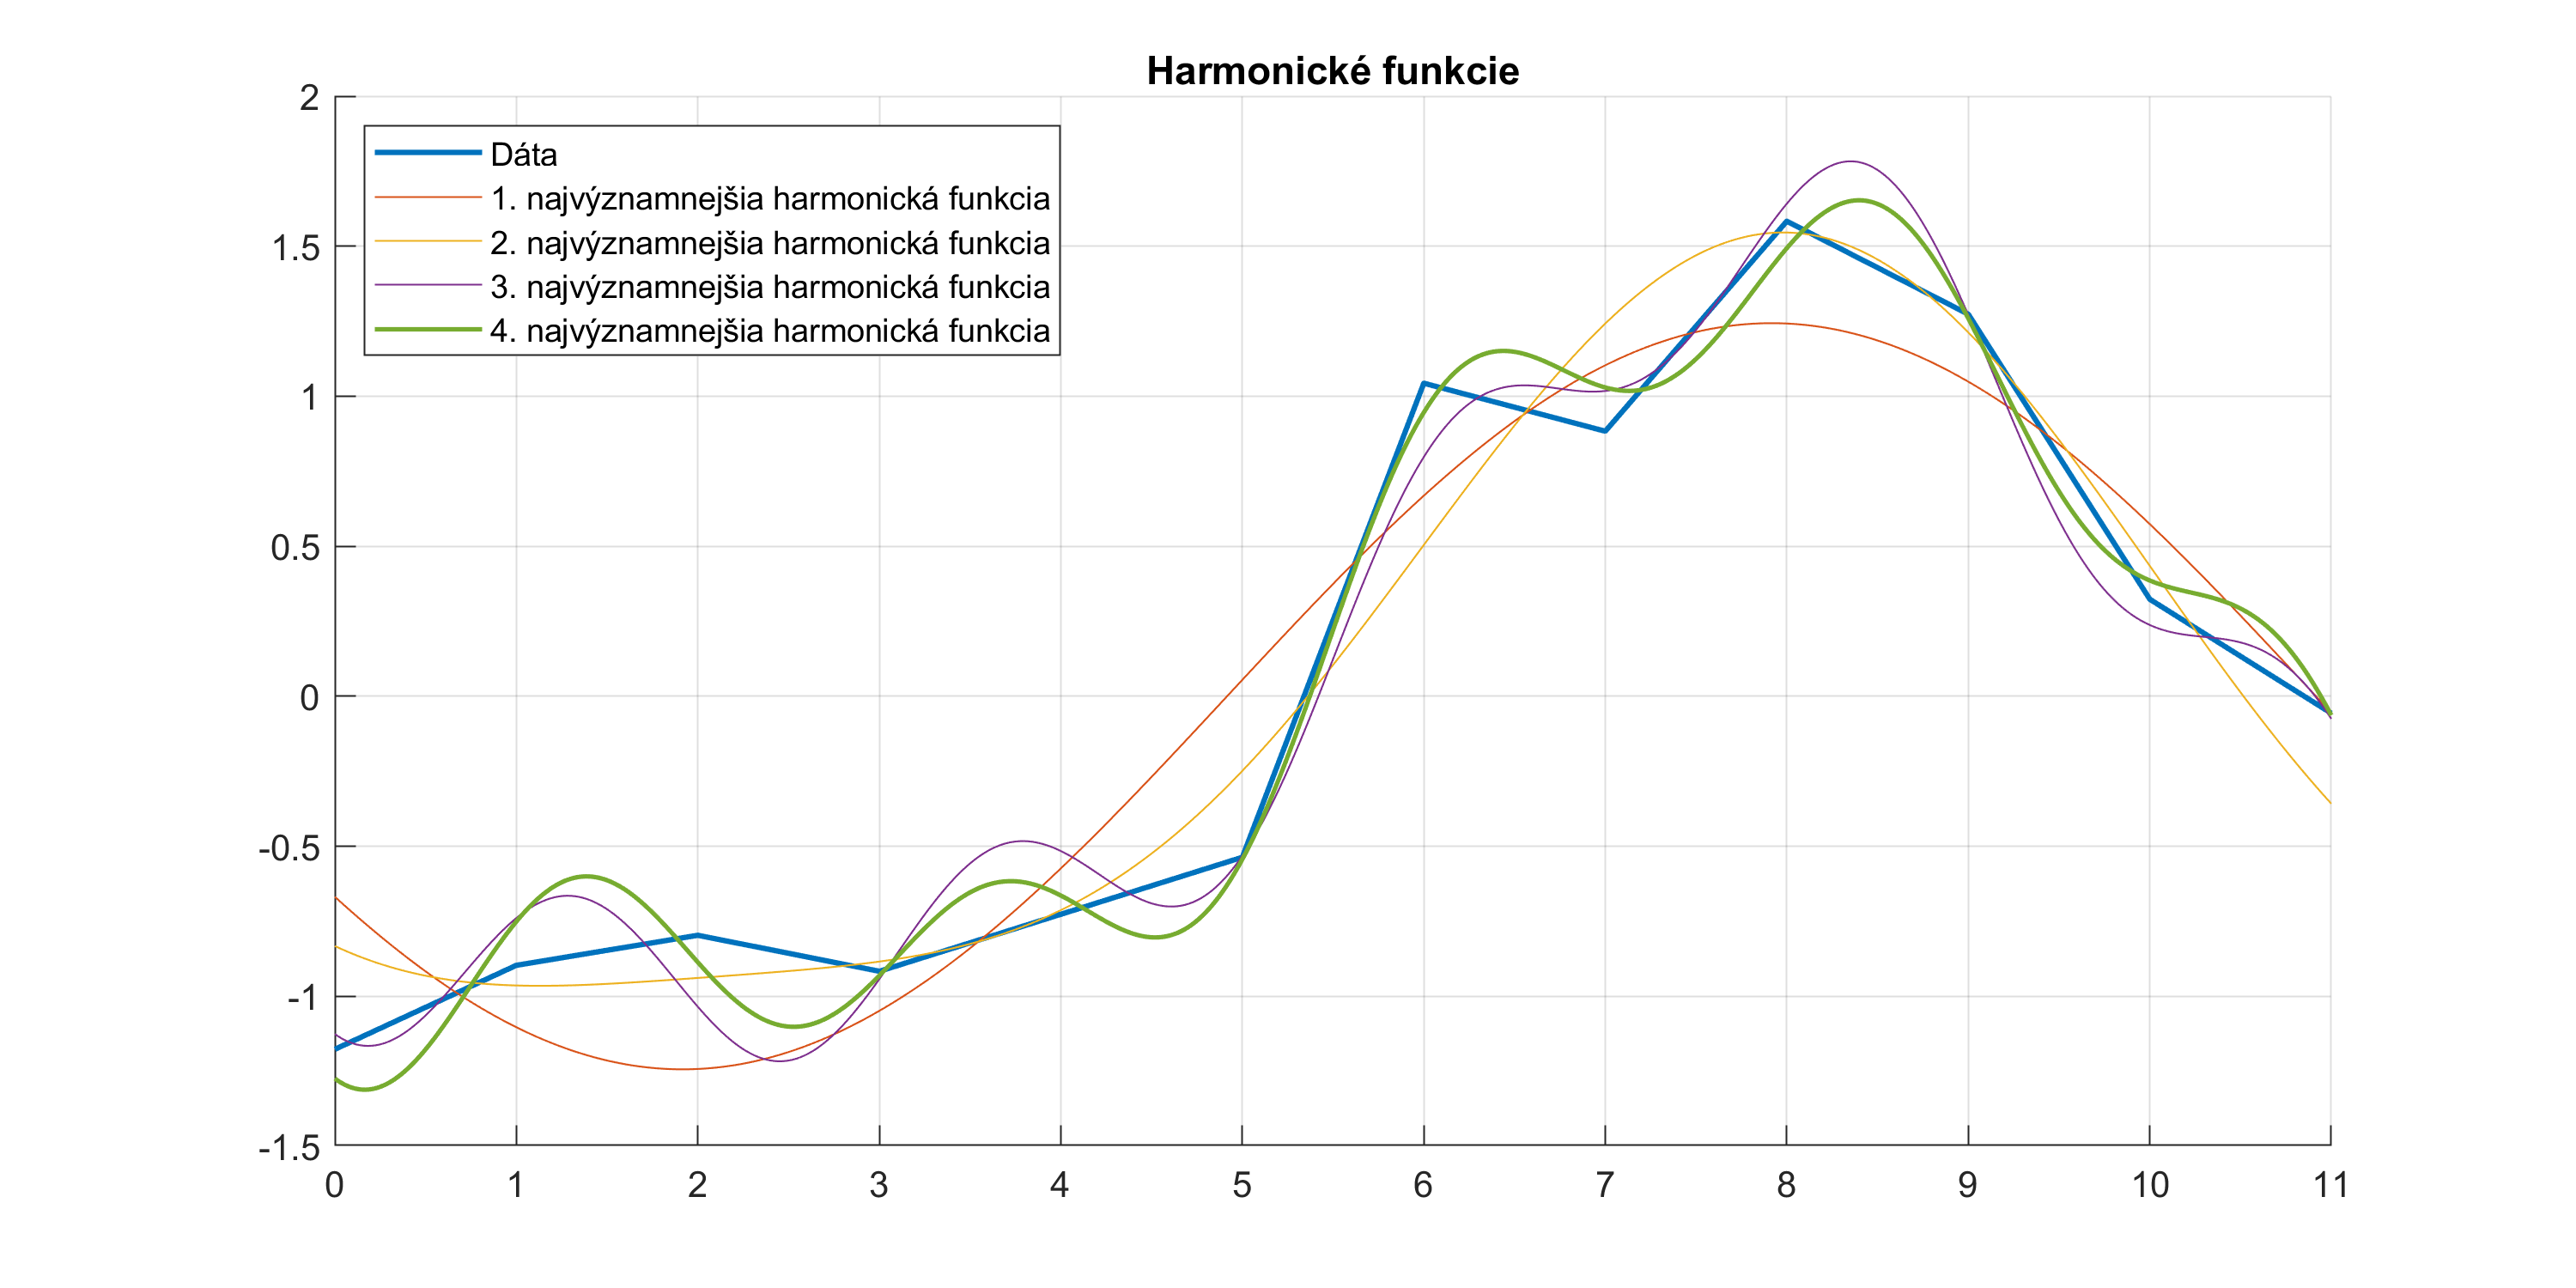 Harmonické funkcie
2
1.5
1
0.5
0
-0.5
-1
-1.5
Dáta
1. najvýznamnejšia harmonická funkcia
2. najvýznamnejšia harmonická funkcia
3. najvýznamnejšia harmonická funkcia
4. najvýznamnejšia harmonická funkcia
0 1 2 3 4 5 6 7 8 9 10 11